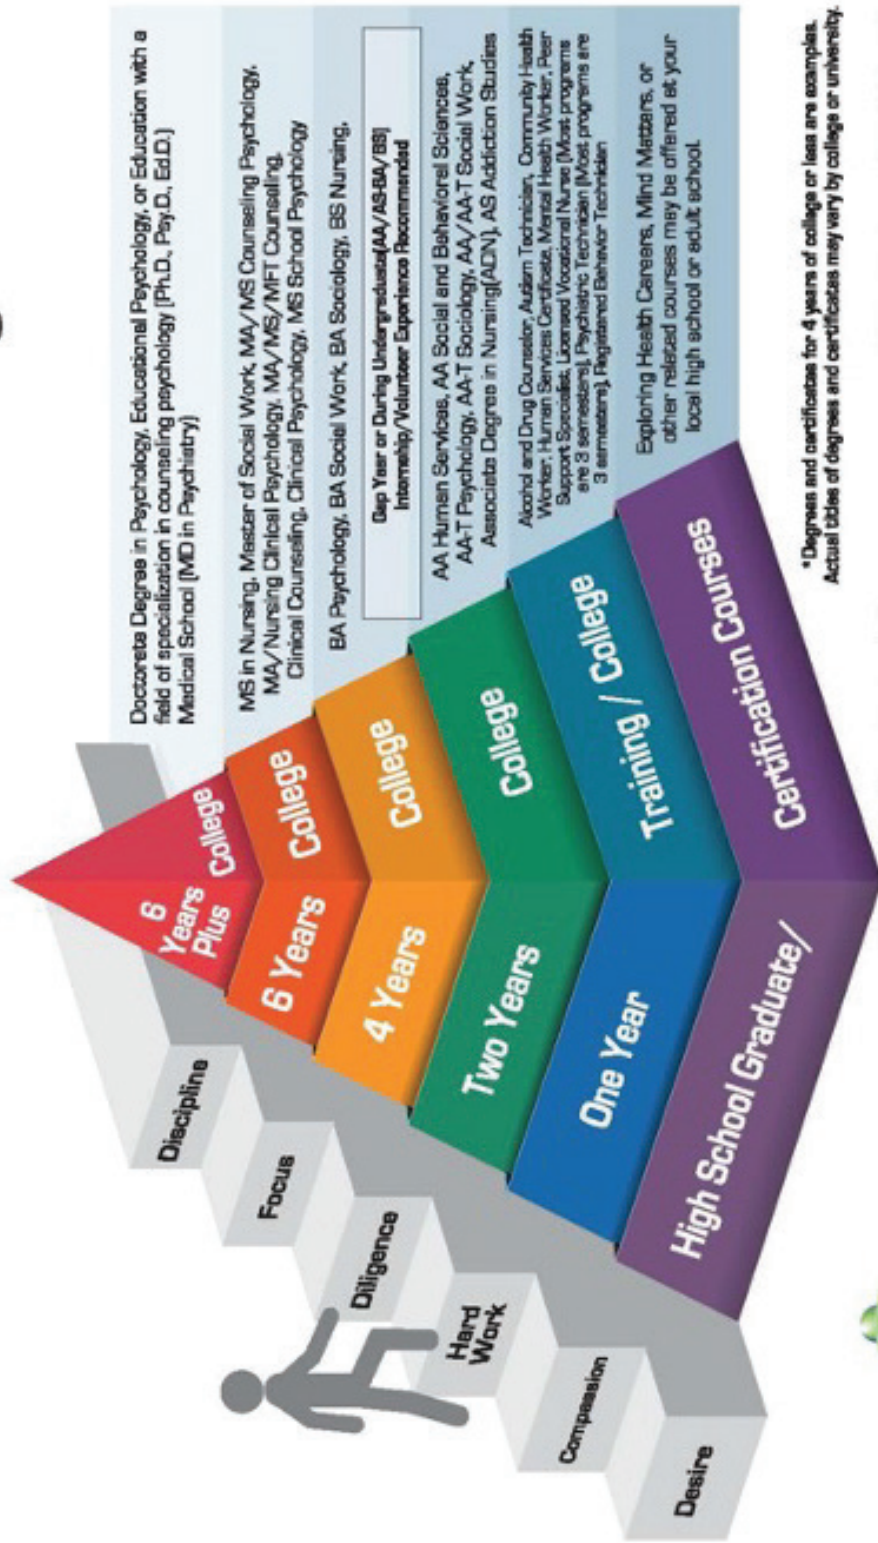 Discipline
Focus
Diligence
Hard
Work
Compassion
Desire
6
Years
Plus
College
6 Years
College
4 Years
College
Two Years
College
One Year
Training / College
High School Graduate/
Certification Courses
Doctorate Degree in Psychology, Educational Psychology, or Education with a
field of specialization in counseling psychology [Ph.D., Psy.D., Ed.D.]
Medical School [MD in Psychiatry]
MS in Nursing, Master of Social Work, MA/MS Counseling Psychology,
MA/Nursing Clinical Psychology, MA/MS/MFT Counseling,
Clinical Counseling, Clinical Psychology, MS School Psychology
BA Psychology, BA Social Work, BA Sociology, BS Nursing,
Gap Year or During Undergraduate(AA/AS-BA/BS)
Internship/Volunteer Experience Recommended
AA Human Services, AA Social and Behavioral Sciences,
AA-T Psychology, AA-T Sociology, AA/AA-T Social Work,
Associate Degree in Nursing(ADN), AS Addiction Studies
Alcohol and Drug Counselor, Autism Technician, Community Health
Worker, Human Services Certificate, Mental Health Worker, Peer
Support Specialist, Licensed Vocational Nurse [Most programs
are 3 semesters], Psychiatric Technician [Most programs are
3 semesters], Registered Behavior Technician
Exploring Health Careers, Mind Matters, or
other related courses may be offered at your
local high school or adult school.
*Degrees and certificates for 4 years of college or less are examples.
Actual titles of degrees and certificates may vary by college or university.